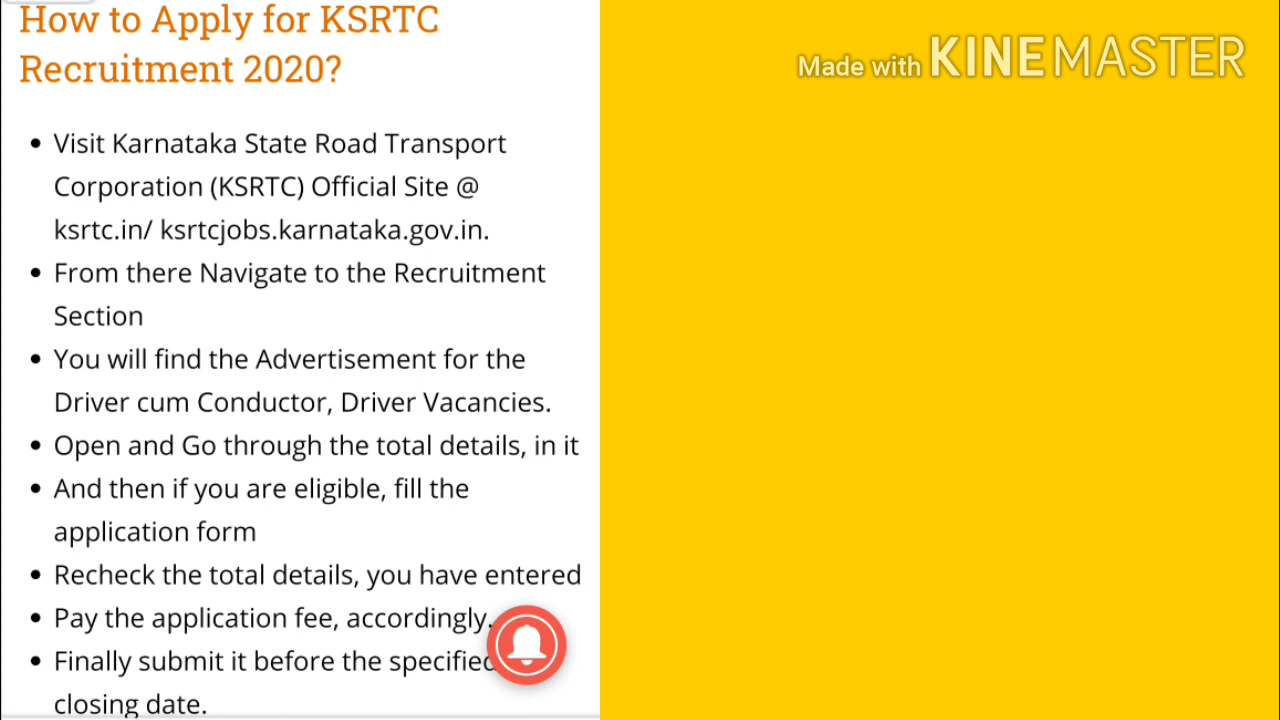 How to Apply for KSRTC
Recruitment 2020?
Made with KINEMASTER
• Visit Karnataka State Road Transport
Corporation (KSRTC) Official Site @
ksrtc.in/ ksrtcjobs.karnataka.gov.in.
• From there Navigate to the Recruitment
Section
• You will find the Advertisement for the
Driver cum Conductor, Driver Vacancies.
• Open and Go through the total details, in it
• And then if you are eligible, fill the
application form
• Recheck the total details, you have entered
• Pay the application fee, accordingly.
• Finally submit it before the specified
closing date.